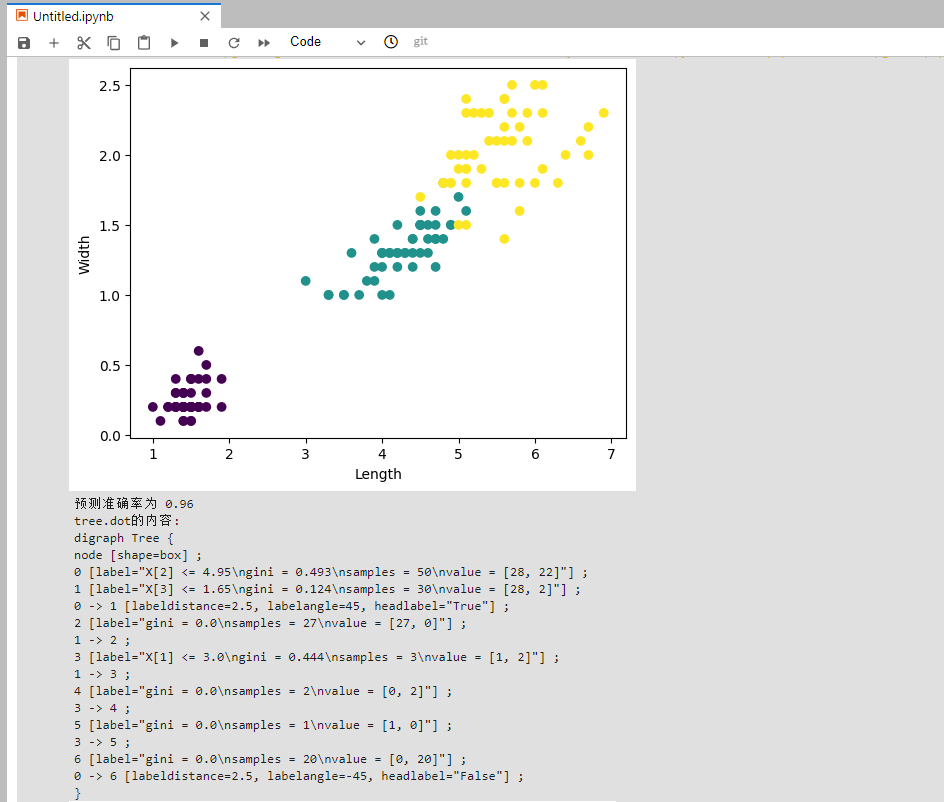 Untitled.ipynb
Code
git
2.5
2.0
1.5
1.0
0.5
0.0
Width
1 2 3 4 5 6 7
Length
预测准确率为 0.96
tree.dot的内容:
digraph Tree {
node [shape=box] ;
0 [label="X[2] <= 4.95\ngini = 0.493\nsamples = 50\nvalue = [28, 22]"] ;
1 [label="X[3] <= 1.65\ngini = 0.124\nsamples = 30\nvalue = [28, 2]"] ;
0 -> 1 [labeldistance=2.5, labelangle=45, headlabel="True"] ;
2 [label="gini = 0.0\nsamples = 27\nvalue = [27, 0]"] ;
1 -> 2 ;
3 [label="X[1] <= 3.0\ngini = 0.444\nsamples = 3\nvalue = [1, 2]"] ;
1 -> 3 ;
4 [label="gini = 0.0\nsamples = 2\nvalue = [0, 2]"] ;
3 -> 4 ;
5 [label="gini = 0.0\nsamples = 1\nvalue = [1, 0]"] ;
3 -> 5 ;
6 [label="gini = 0.0\nsamples = 20\nvalue = [0, 20]"] ;
0 -> 6 [labeldistance=2.5, labelangle=-45, headlabel="False"] ;
}